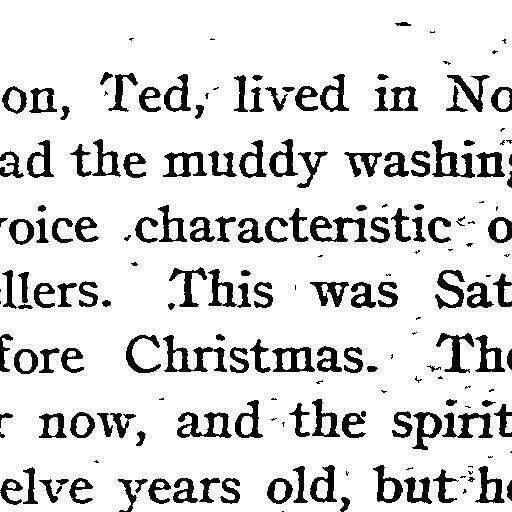 on, Ted, lived in No
ad the muddy washing
voice characteristic o
llers. This was Sat
fore Christmas. The
r now, and the spirit
elve years old, but he